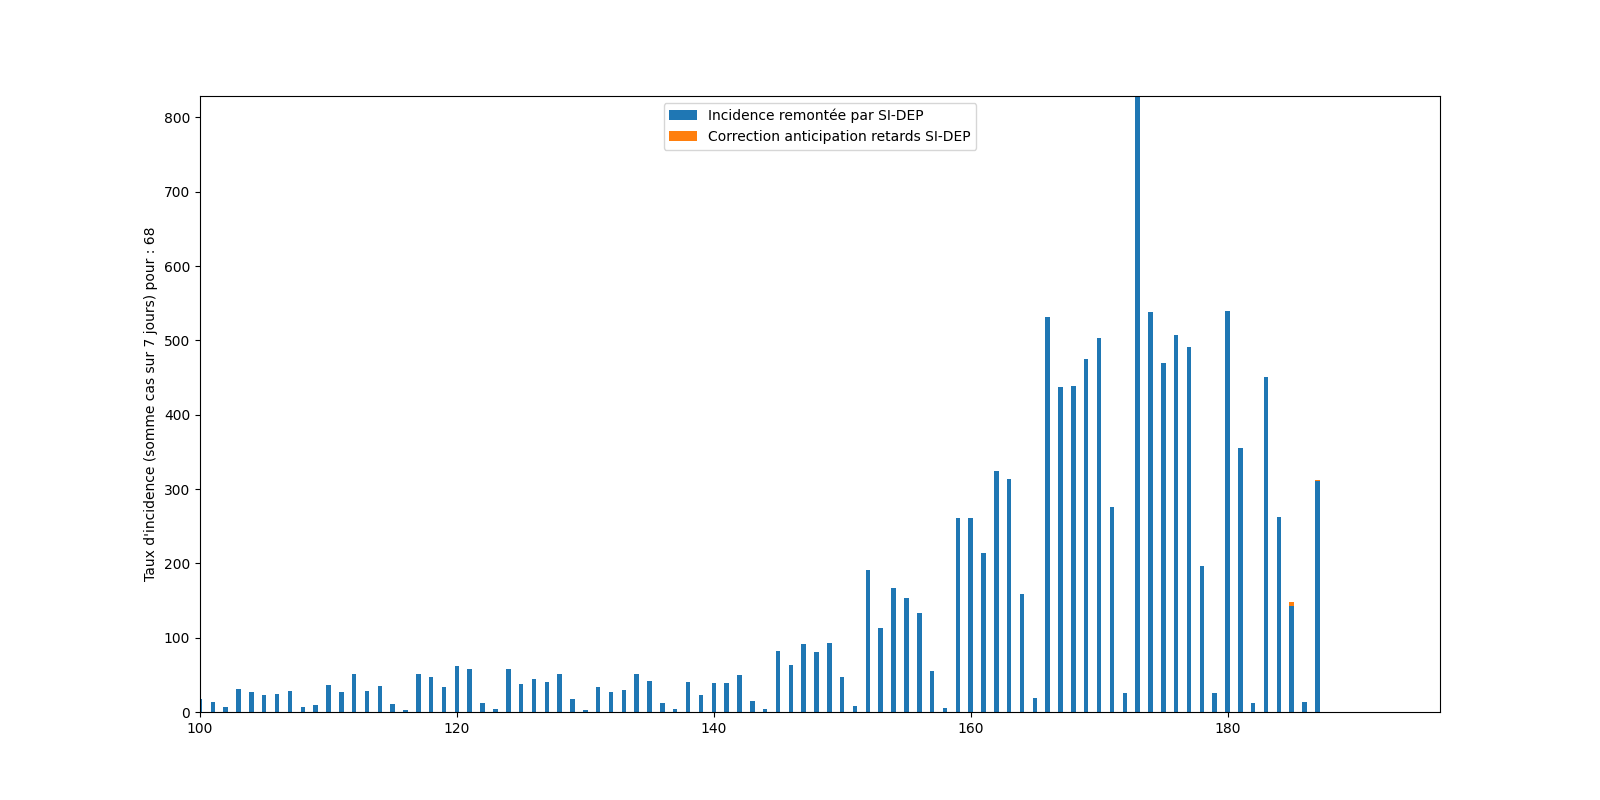 Incidence remontée par SI-DEP
Correction anticipation retards SI-DEP
Taux d'incidence (somme cas sur 7 jours) pour : 68
800
700
600
500
400
300
200
100
0
100 120 140 160 180